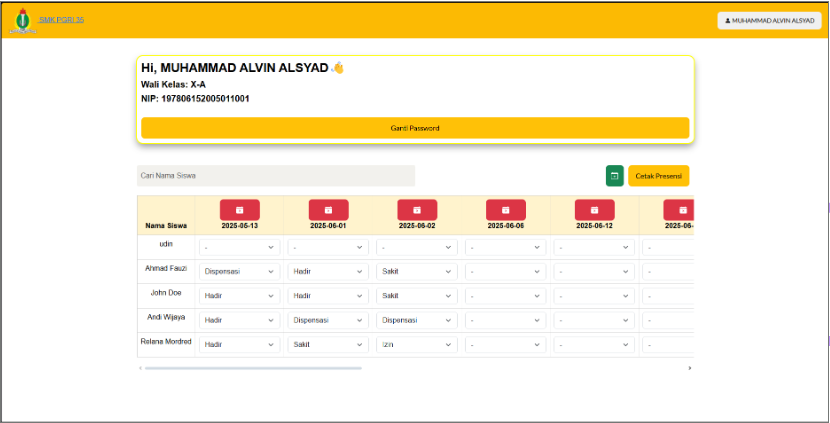 SMK PGRI 35
MUHAMMAD ALVIN ALSYAD
Hi, MUHAMMAD ALVIN ALSYAD 👋
Wali Kelas: X-A
NIP: 197806152005011001
Ganti Password
Cari Nama Siswa
Cetak Presensi
Nama Siswa 2025-05-13 2025-06-01 2025-06-02 2025-06-06 2025-06-12 2025-06-
udin - - - - - -
Ahmad Fauzi Dispensasi Hadir Sakit - - -
John Doe Hadir Hadir Sakit - - -
Andi Wijaya Hadir Dispensasi Dispensasi - - -
Relana Mordred Hadir Sakit Izin - - -